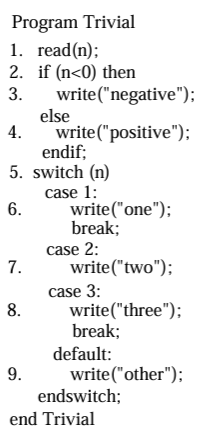 Program Trivial
1. read(n);
2. if (n<0) then
3. write("negative");
else
4. write("positive");
endif;
5. switch (n)
case 1:
6. write("one");
break;
case 2:
7. write("two");
case 3:
8. write("three");
break;
default:
9. write("other");
endswitch;
end Trivial